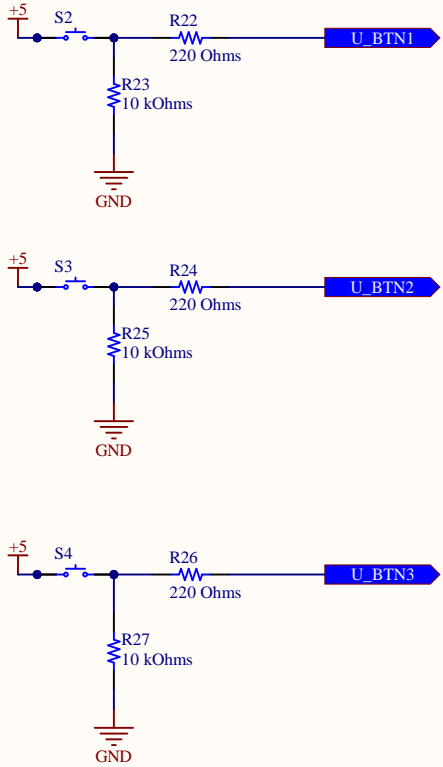 +5
S2
R22
220 Ohms
U_BTN1
R23
10 kOhms
GND
+5
S3
R24
220 Ohms
U_BTN2
R25
10 kOhms
GND
+5
S4
R26
220 Ohms
U_BTN3
R27
10 kOhms
GND